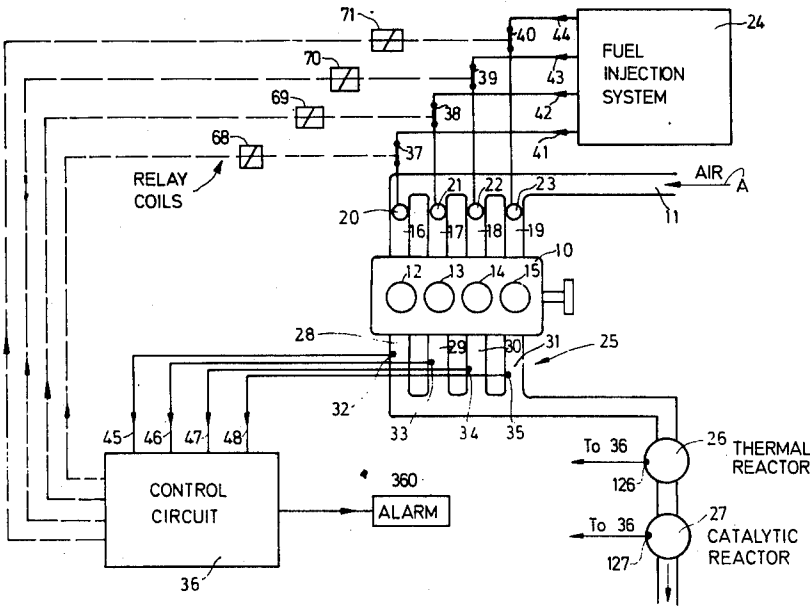 71
40
44
24
FUEL
INJECTION
SYSTEM
70
39
43
69
38
42
68
37
41
RELAY
COILS
AIR
A
11
20
21
22
23
16
17
18
19
10
12
13
14
15
28
29
30
31
25
32
33
34
35
45
46
47
48
26
To 36
THERMAL
REACTOR
126
CONTROL
CIRCUIT
360
ALARM
27
To 36
CATALYTIC
REACTOR
127
36